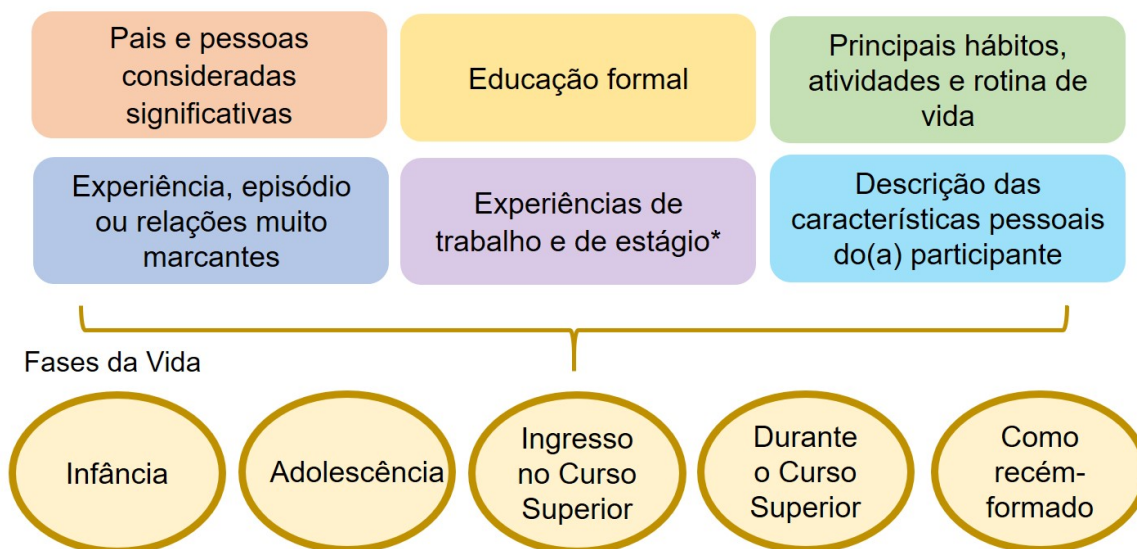 Pais e pessoas
consideradas
significativas
Educação formal
Principais hábitos,
atividades e rotina de
vida
Experiência, episódio
ou relações muito
marcantes
Experiências de
trabalho e de estágio*
Descrição das
características pessoais
do(a) participante
Fases da Vida
Infância
Adolescência
Ingresso
no Curso
Superior
Durante
o Curso
Superior
Como
recém-
formado